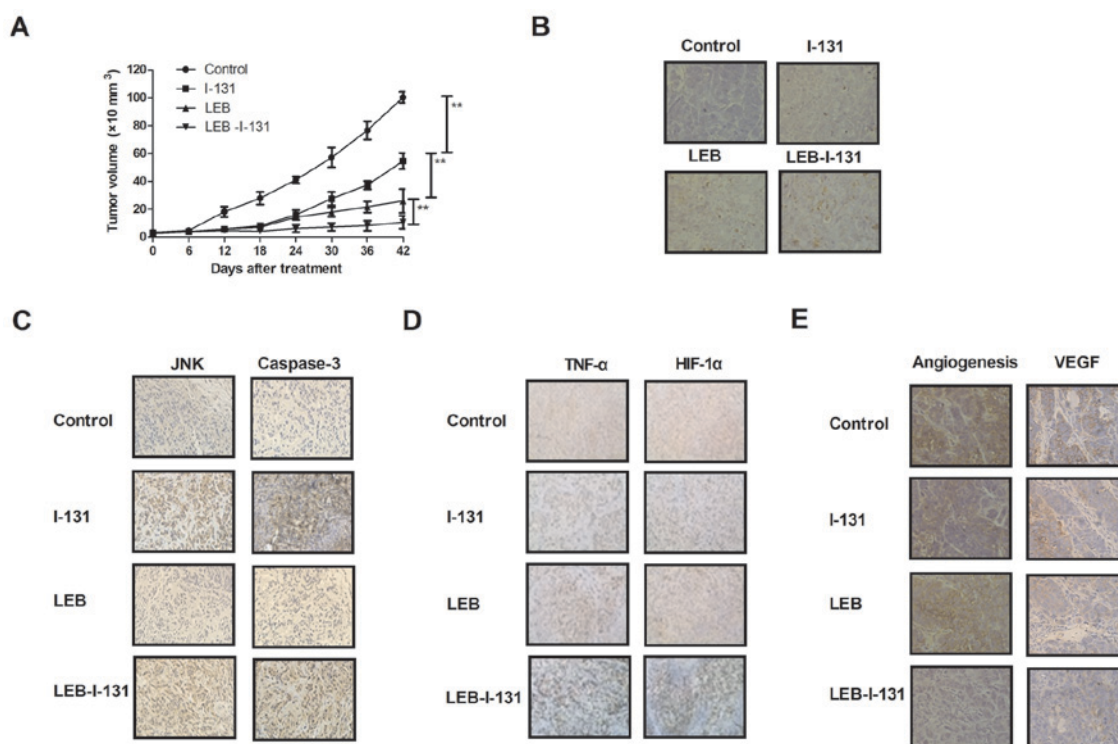 A
Control
I-131
LEB
LEB -I-131
Tumor volume (×10 mm 3)
120
100
80
60
40
20
0
**
**
**
0 6 12 18 24 30 36 42
Days after treatment
B
Control I-131
LEB LEB-I-131
C
JNK Caspase-3
Control
I-131
LEB
LEB-I-131
D
TNF-α HIF-1α
Control
I-131
LEB
LEB-I-131
E
Angiogenesis VEGF
Control
I-131
LEB
LEB-I-131